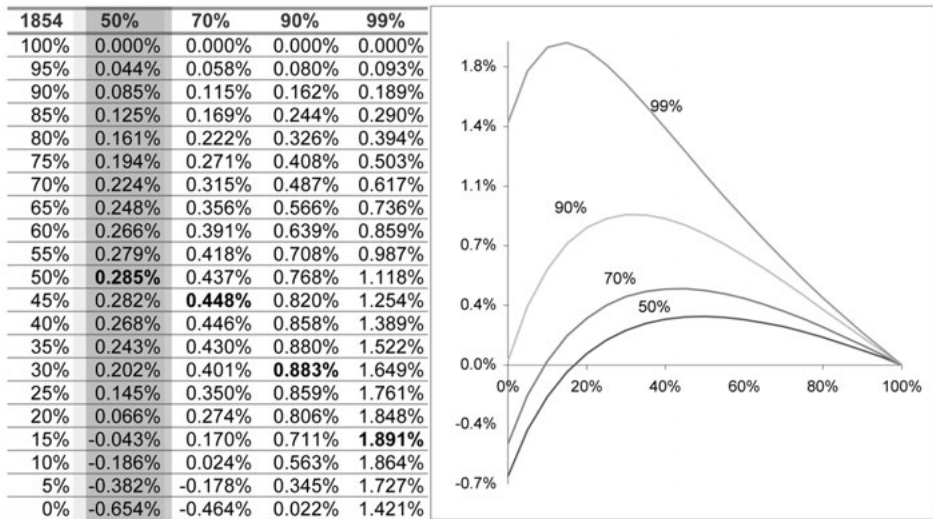 1854 50% 70% 90% 99%
100% 0.000% 0.000% 0.000% 0.000%
95% 0.044% 0.058% 0.080% 0.093%
90% 0.085% 0.115% 0.162% 0.189%
85% 0.125% 0.169% 0.244% 0.290%
80% 0.161% 0.222% 0.326% 0.394%
75% 0.194% 0.271% 0.408% 0.503%
70% 0.224% 0.315% 0.487% 0.617%
65% 0.248% 0.356% 0.566% 0.736%
60% 0.266% 0.391% 0.639% 0.859%
55% 0.279% 0.418% 0.708% 0.987%
50% 0.285% 0.437% 0.768% 1.118%
45% 0.282% 0.448% 0.820% 1.254%
40% 0.268% 0.446% 0.858% 1.389%
35% 0.243% 0.430% 0.880% 1.522%
30% 0.202% 0.401% 0.883% 1.649%
25% 0.145% 0.350% 0.859% 1.761%
20% 0.066% 0.274% 0.806% 1.848%
15% -0.043% 0.170% 0.711% 1.891%
10% -0.186% 0.024% 0.563% 1.864%
5% -0.382% -0.178% 0.345% 1.727%
0% -0.654% -0.464% 0.022% 1.421%
1.8%
99%
1.4%
1.1%
90%
0.7%
70%
0.4%
50%
0.0%
0% 20% 40% 60% 80% 100%
-0.4%
-0.7%